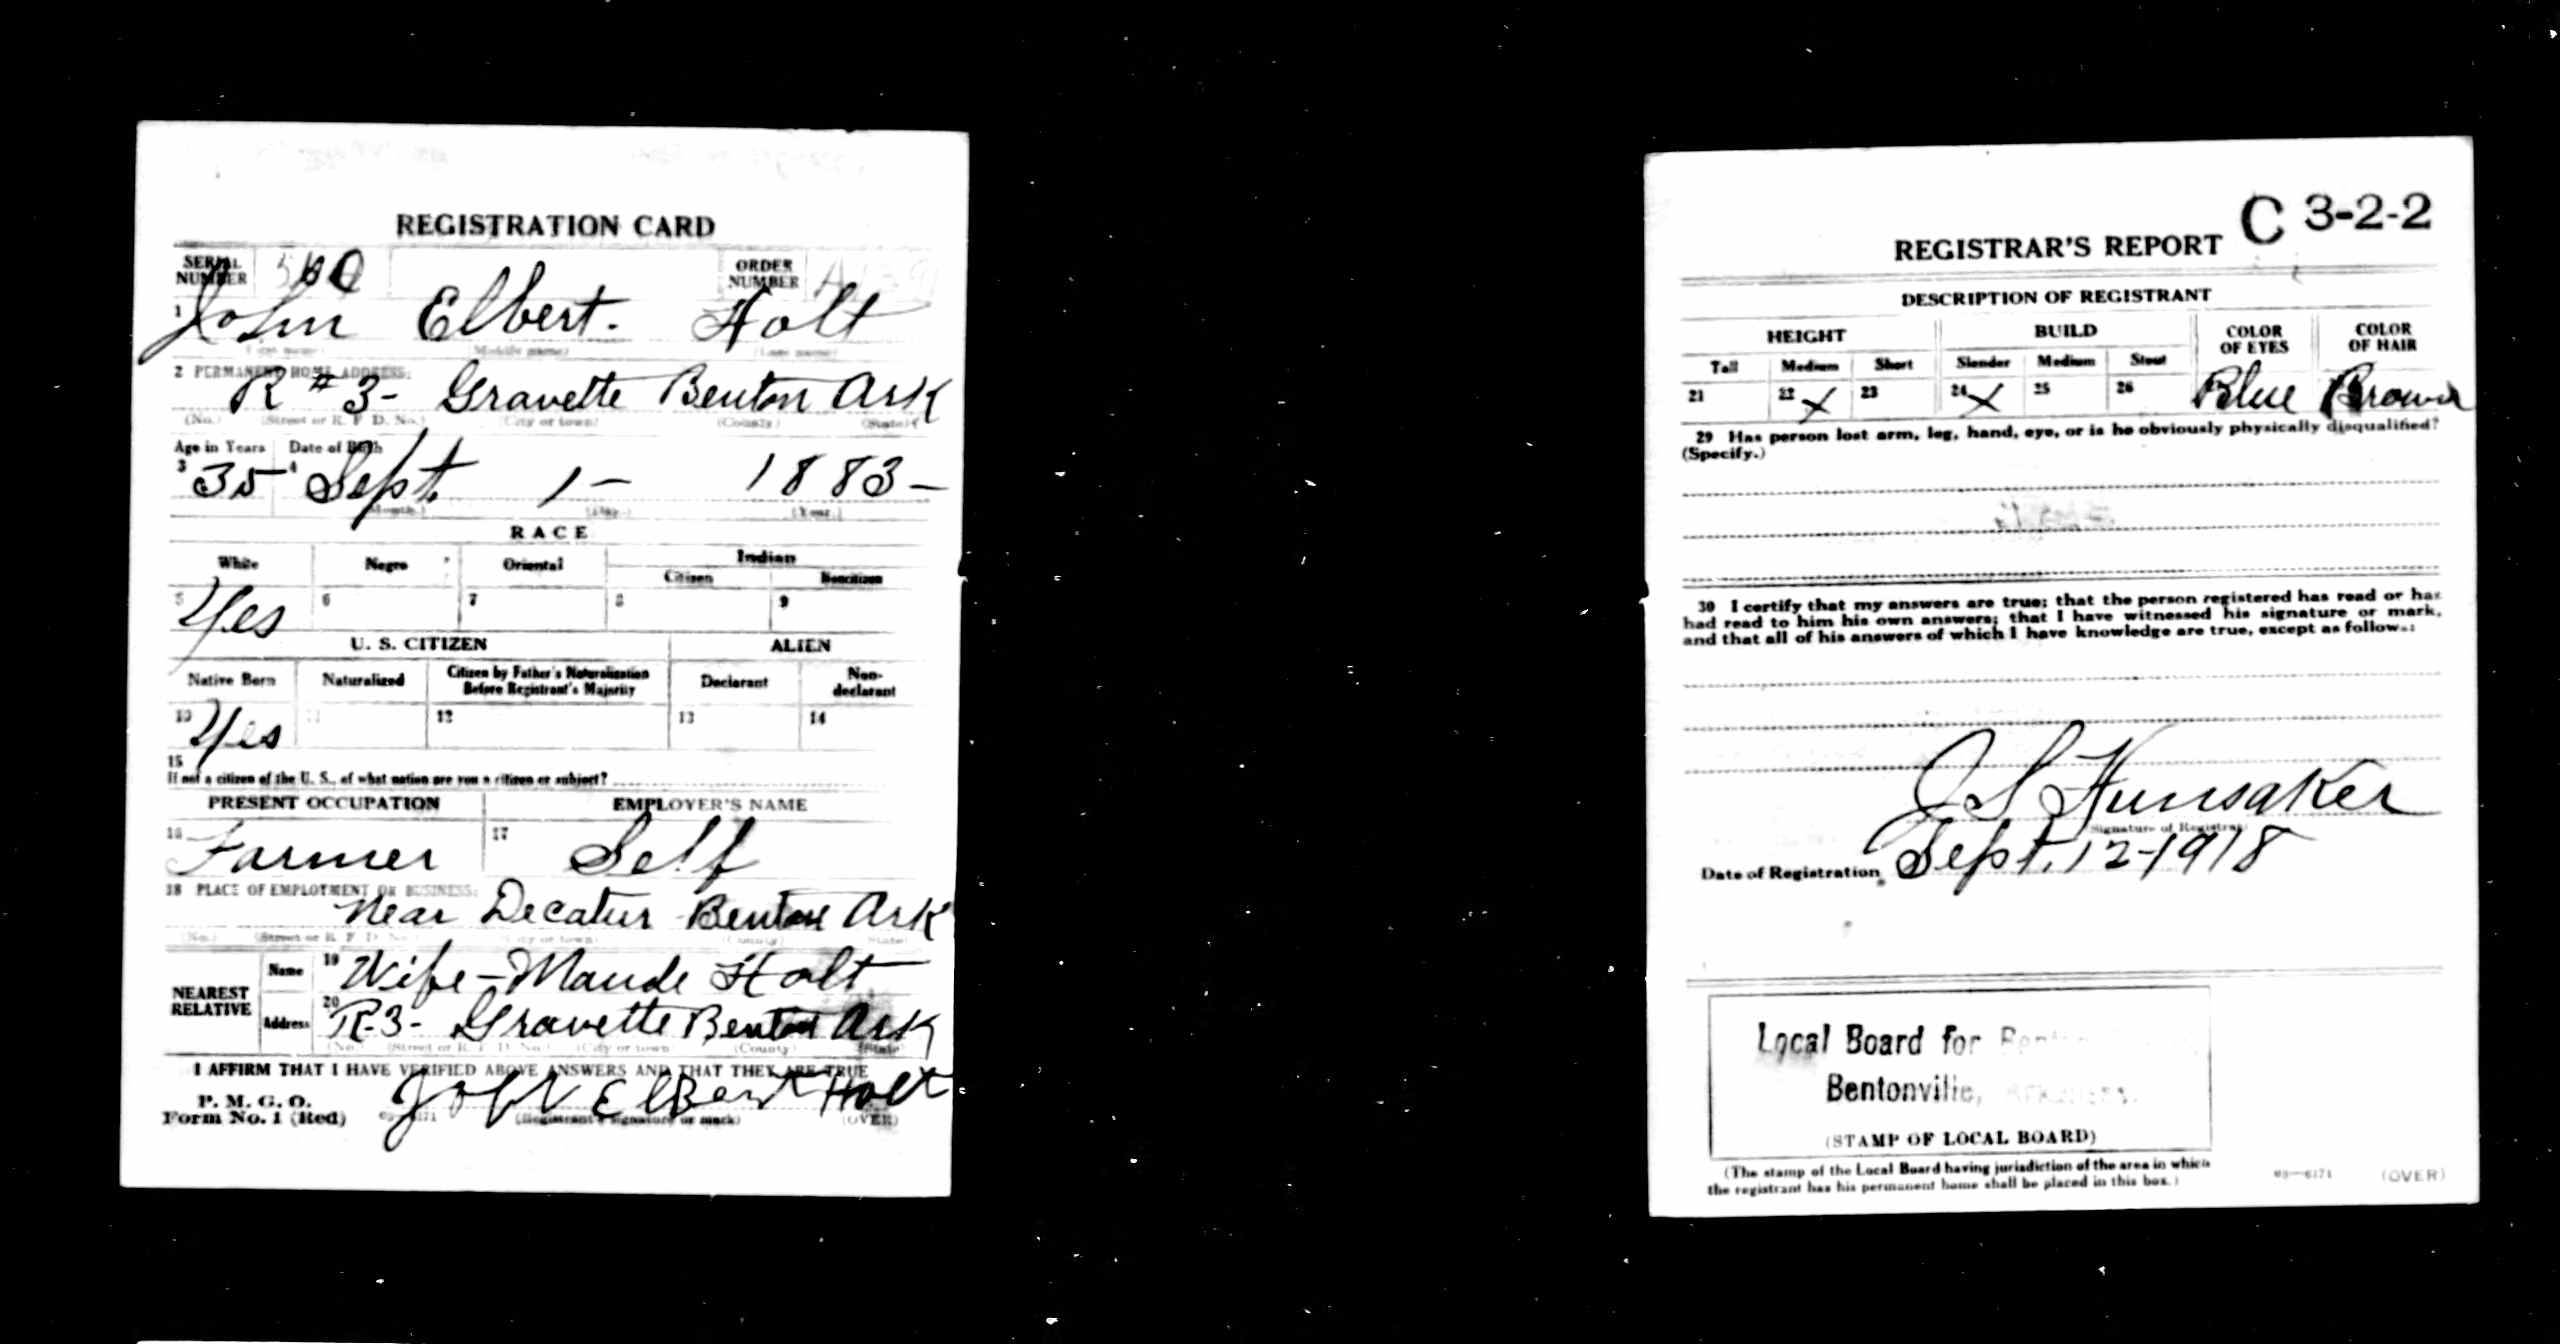 REGISTRATION CARD
SERIAL NUMBER
ORDER NUMBER
1 John Elbert. Holt
(First name) (Middle name) (Last name)
2 PERMANENT HOME ADDRESS:
R # 3- Gravette Benton Ark
(No.) (Street or R. F. D. No.) (City or town) (County) (State)
Age in Years Date of Birth
3 35 4 Sept. 1- 1883-
(Month.) (Day.) (Year.)
RACE
White Negro Oriental Indian
Citizen Noncitizen
5 Yes 6 7 8 9
U. S. CITIZEN ALIEN
Native Born Naturalized Citizen by Father's Naturalization Before Registrant's Majority Declarant Non-declarant
10 Yes 11 12 13 14
15
If not a citizen of the U. S., of what nation are you a citizen or subject?
PRESENT OCCUPATION EMPLOYER'S NAME
16 Farmer 17 Self
18 PLACE OF EMPLOYMENT OR BUSINESS:
Near Decatur Benton Ark
(No.) (Street or R. F. D. No.) (City or town) (County) (State)
NEAREST RELATIVE
Name 19 Wife-Maude Holt
Address 20 R-3- Gravette Benton Ark
(No.) (Street or R. F. D. No.) (City or town) (County) (State)
I AFFIRM THAT I HAVE VERIFIED ABOVE ANSWERS AND THAT THEY ARE TRUE
P. M. G. O.
Form No. 1 (Red)
John Elbert Holt
(Registrant's signature or mark) (OVER)
C 3-2-2
REGISTRAR'S REPORT
DESCRIPTION OF REGISTRANT
HEIGHT BUILD COLOR OF EYES COLOR OF HAIR
Tall Medium Short Slender Medium Stout
21 22 X 23 24 X 25 26 Blue Brown
29 Has person lost arm, leg, hand, eye, or is he obviously physically disqualified?
(Specify.)
30 I certify that my answers are true; that the person registered has read or has
had read to him his own answers; that I have witnessed his signature or mark,
and that all of his answers of which I have knowledge are true, except as follows:
J S Hunsaker
(Signature of Registrar)
Date of Registration Sept. 12-1918
Local Board for Benton
Bentonville, Arkansas.
(STAMP OF LOCAL BOARD)
(The stamp of the Local Board having jurisdiction of the area in which
the registrant has his permanent home shall be placed in this box.)
03—6171 (OVER)